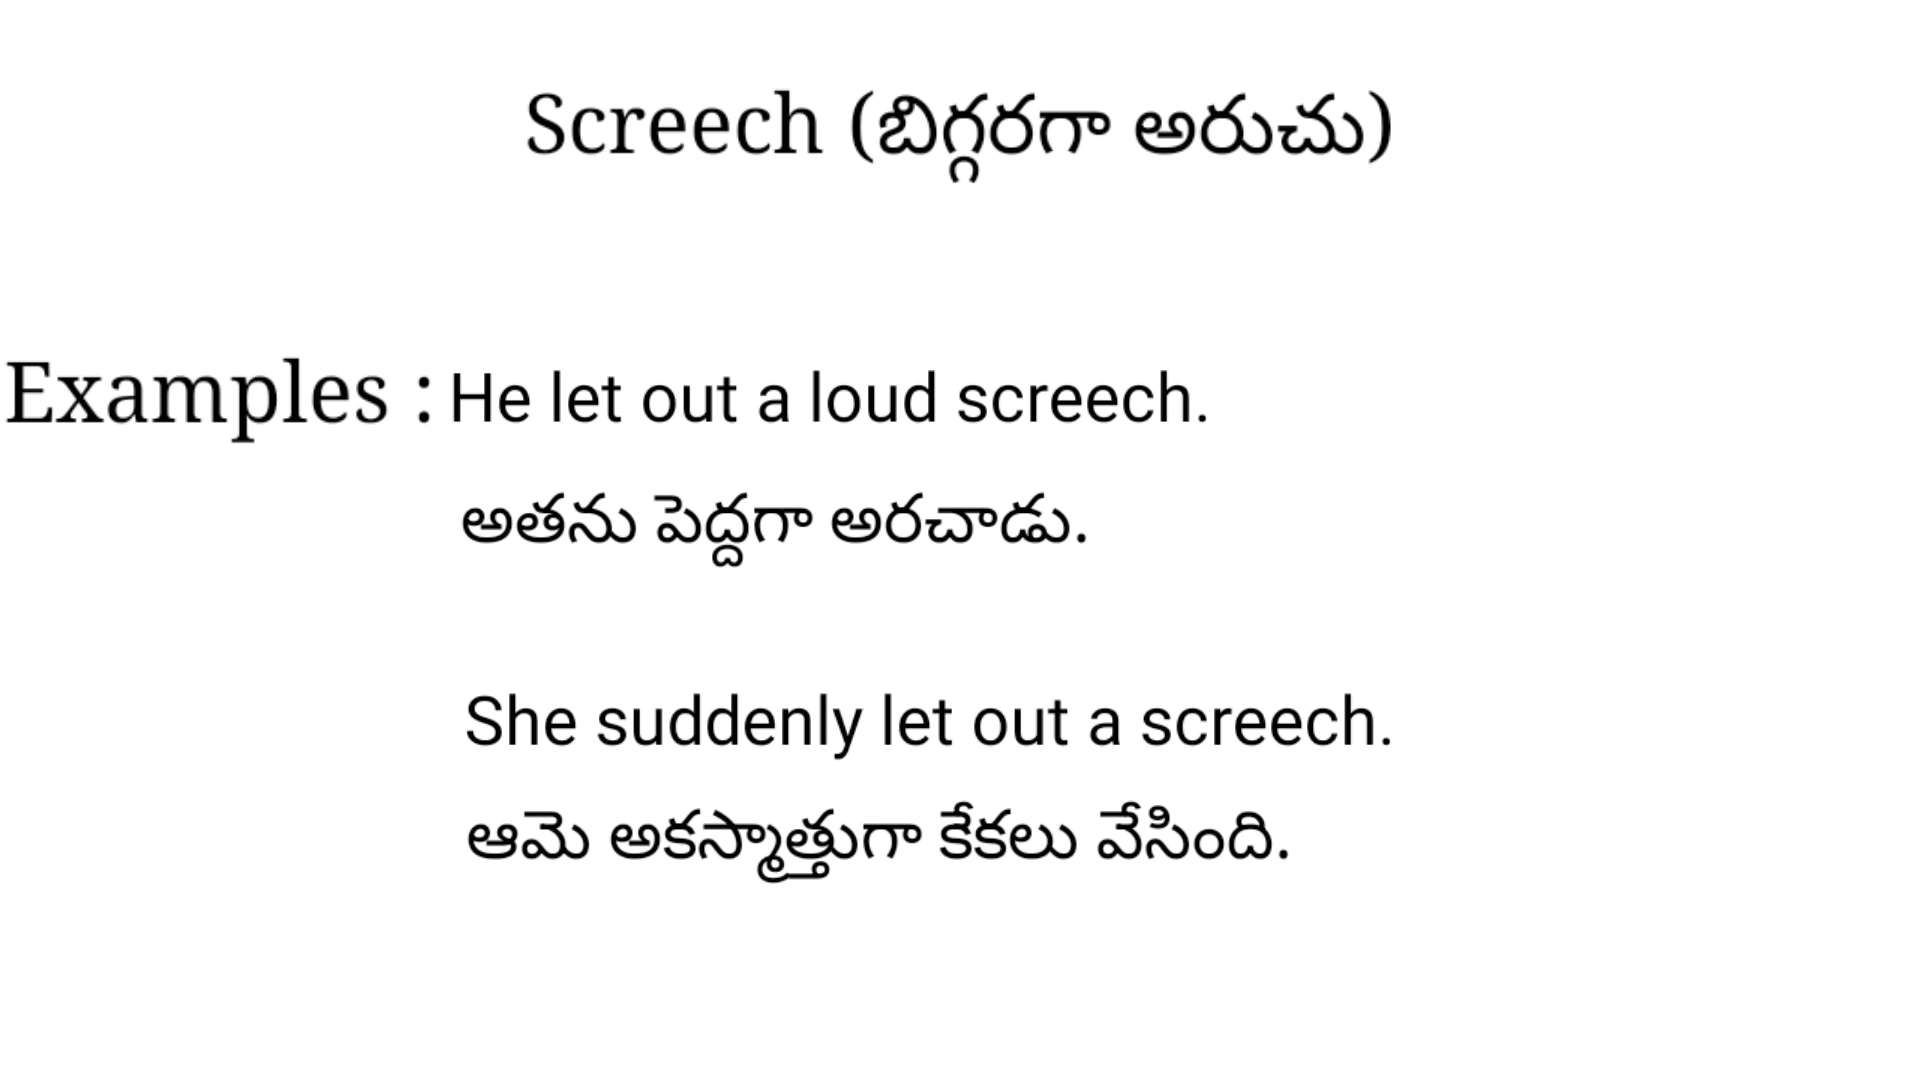 Screech (బిగ్గరగా అరుచు)
Examples : He let out a loud screech.
అతను పెద్దగా అరచాడు.
She suddenly let out a screech.
ఆమె అకస్మాత్తుగా కేకలు వేసింది.